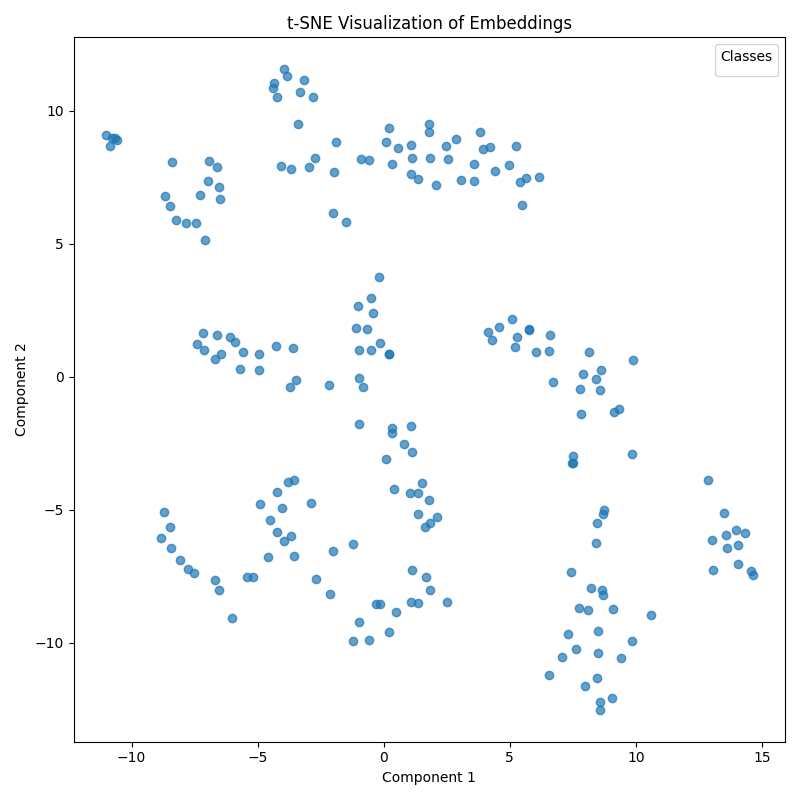 t-SNE Visualization of Embeddings
Classes
10
5
0
−5
−10
Component 2
−10 −5 0 5 10 15
Component 1